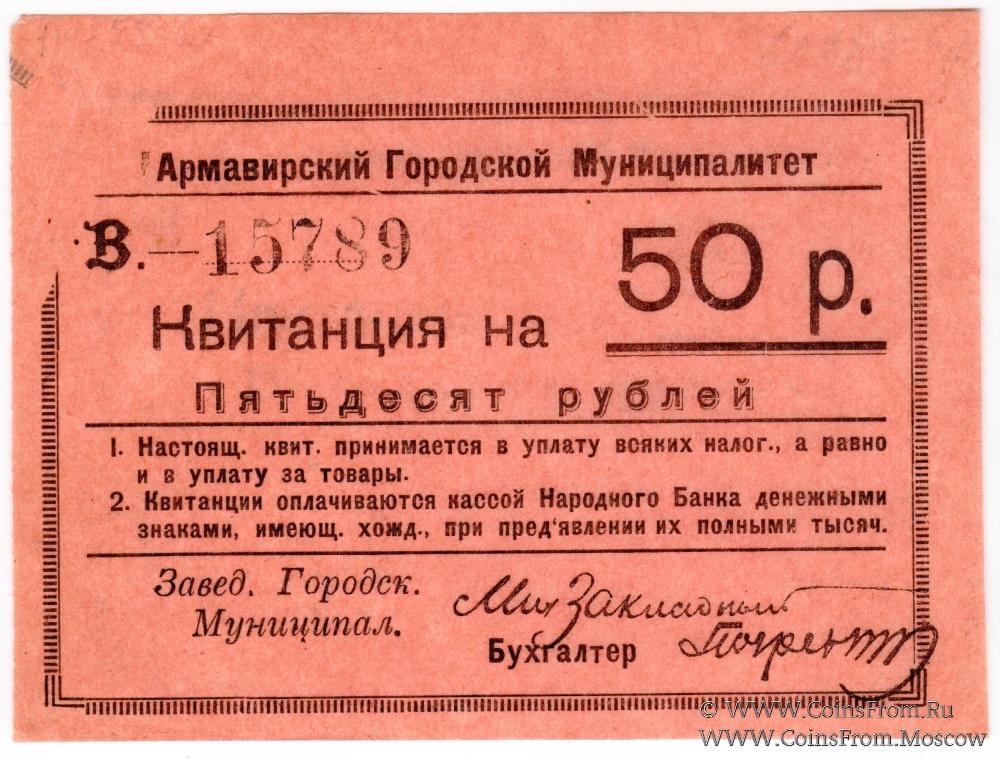 Армавирский Городской Муниципалитет
В.—15789
50 р.
Квитанция на
Пятьдесят рублей
1. Настоящ. квит. принимается в уплату всяких налог., а равно
и в уплату за товары.
2. Квитанции оплачиваются кассой Народного Банка денежными
знаками, имеющ. хожд., при пред'явлении их полными тысяч.
Завед. Городск.
Муниципал.
Закладный
Бухгалтер
© WWW.CoinsFrom.Ru
WWW.CoinsFrom.Moscow